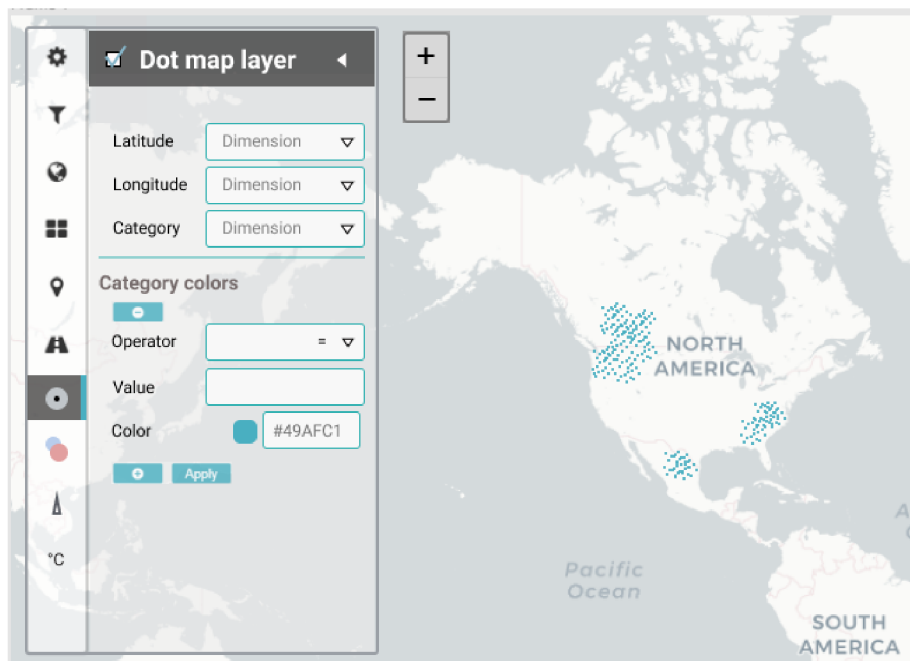 Dot map layer
Latitude
Dimension
Longitude
Dimension
Category
Dimension
Category colors
Operator
=
Value
Color
#49AFC1
Apply
°C
+
−
NORTH
AMERICA
Pacific
Ocean
SOUTH
AMERICA